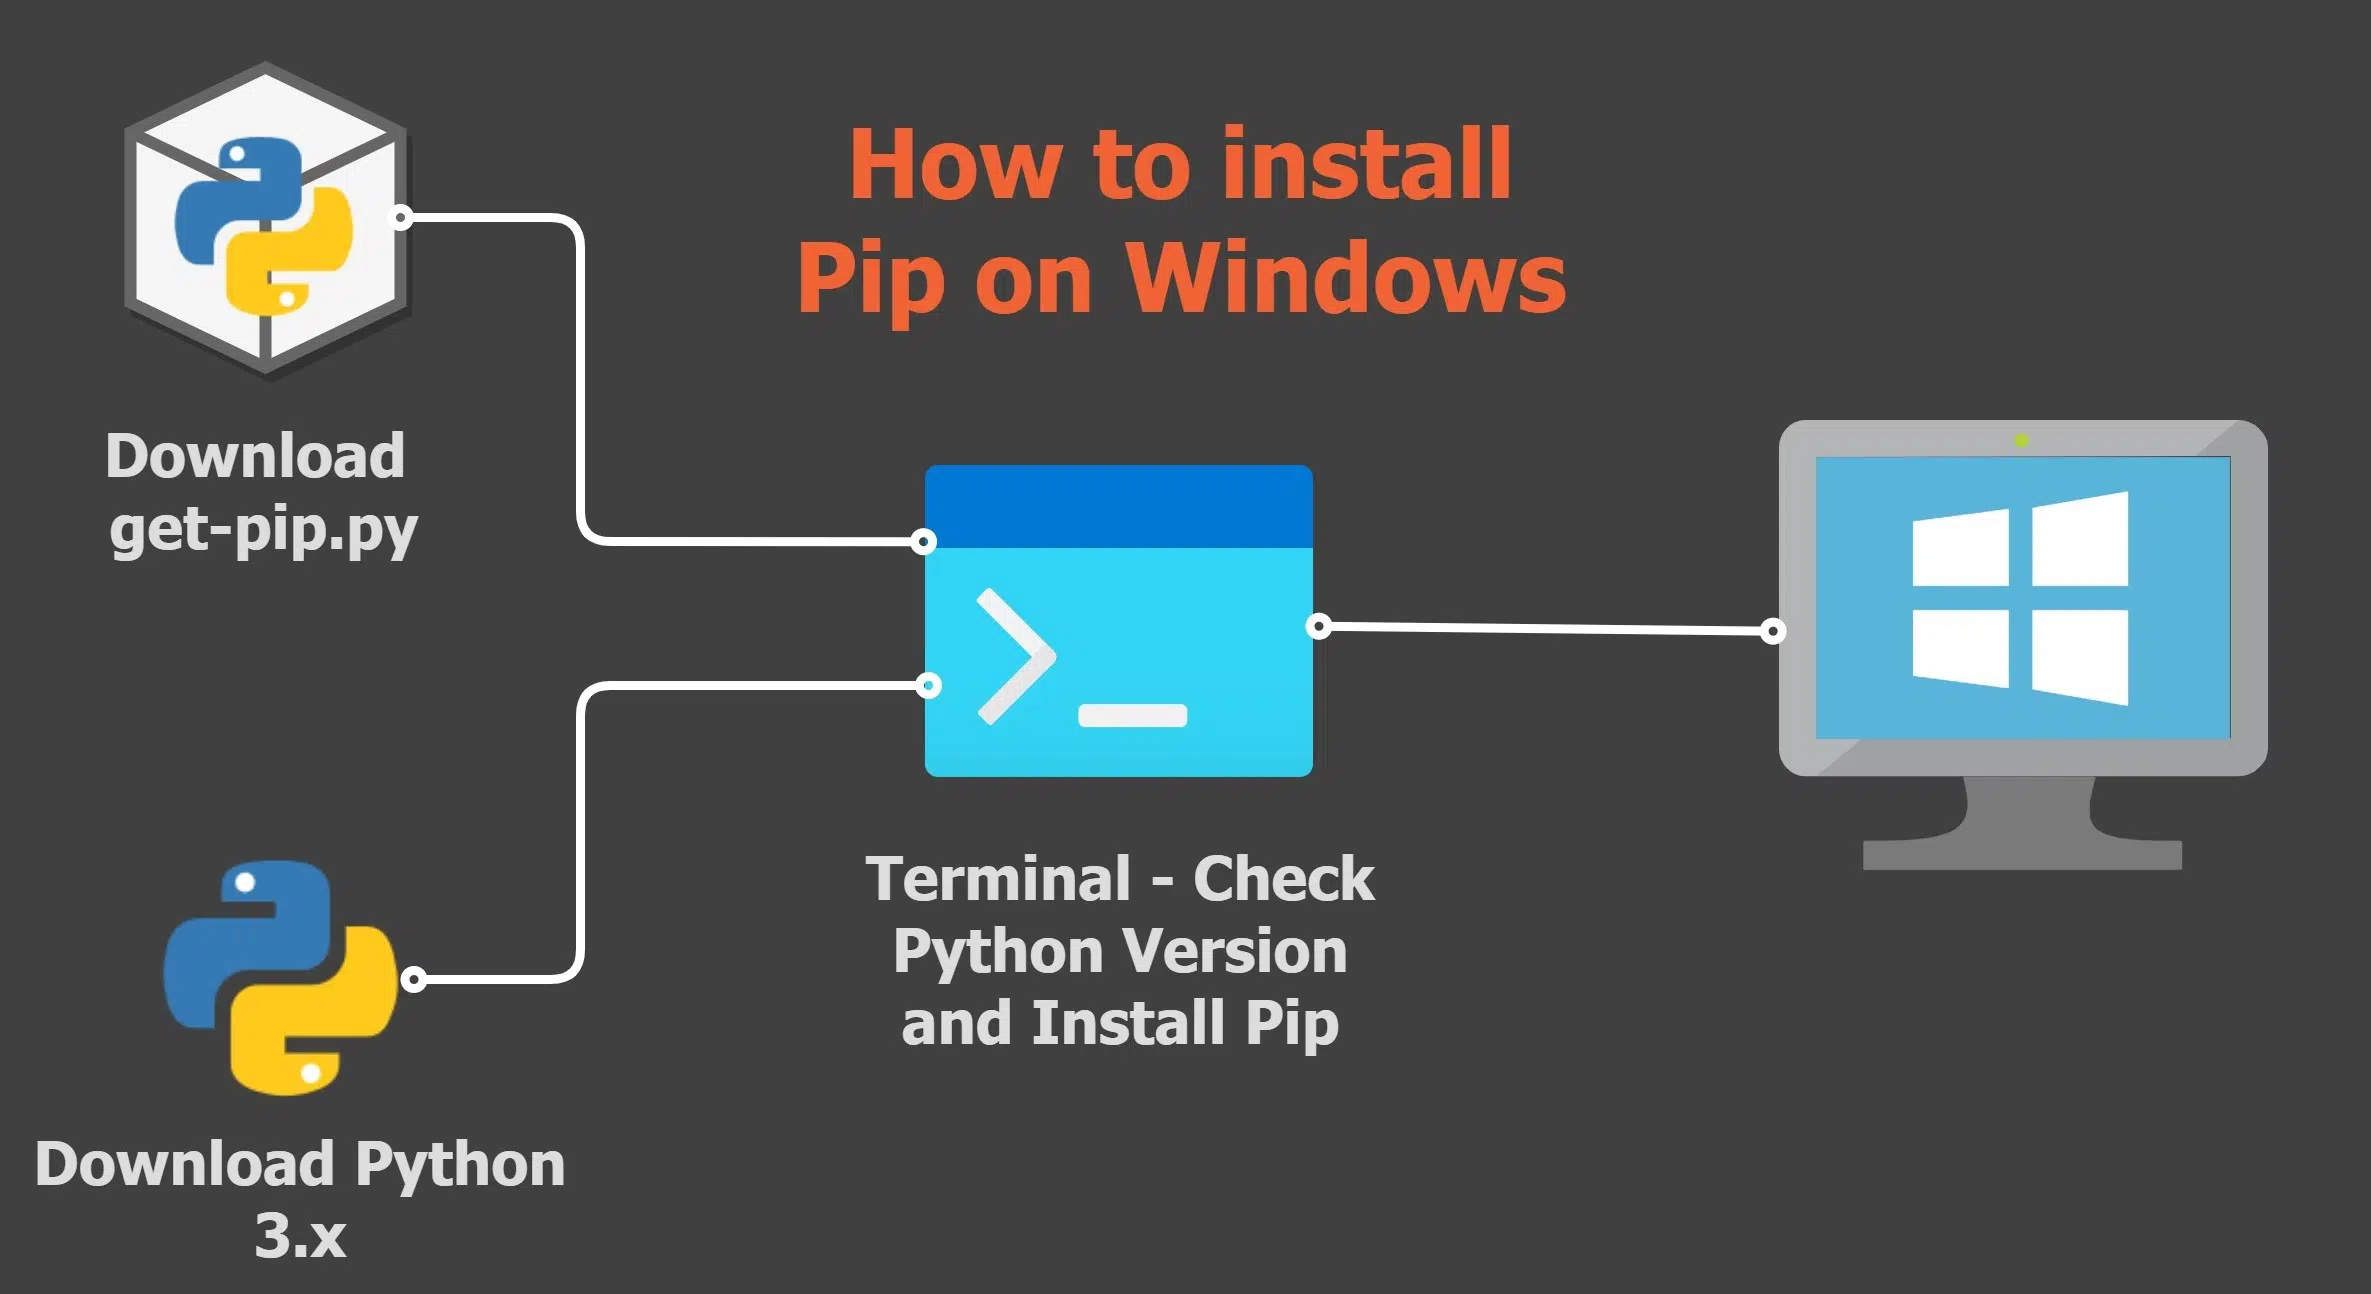 How to install
Pip on Windows
Download
get-pip.py
Terminal - Check
Python Version
and Install Pip
Download Python
3.x